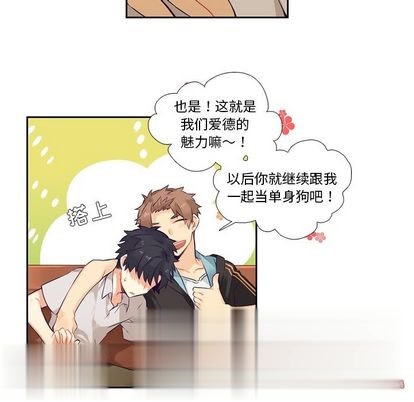 也是！这就是
我们爱德的
魅力嘛～！
以后你就继续跟我
一起当单身狗吧！
搭上